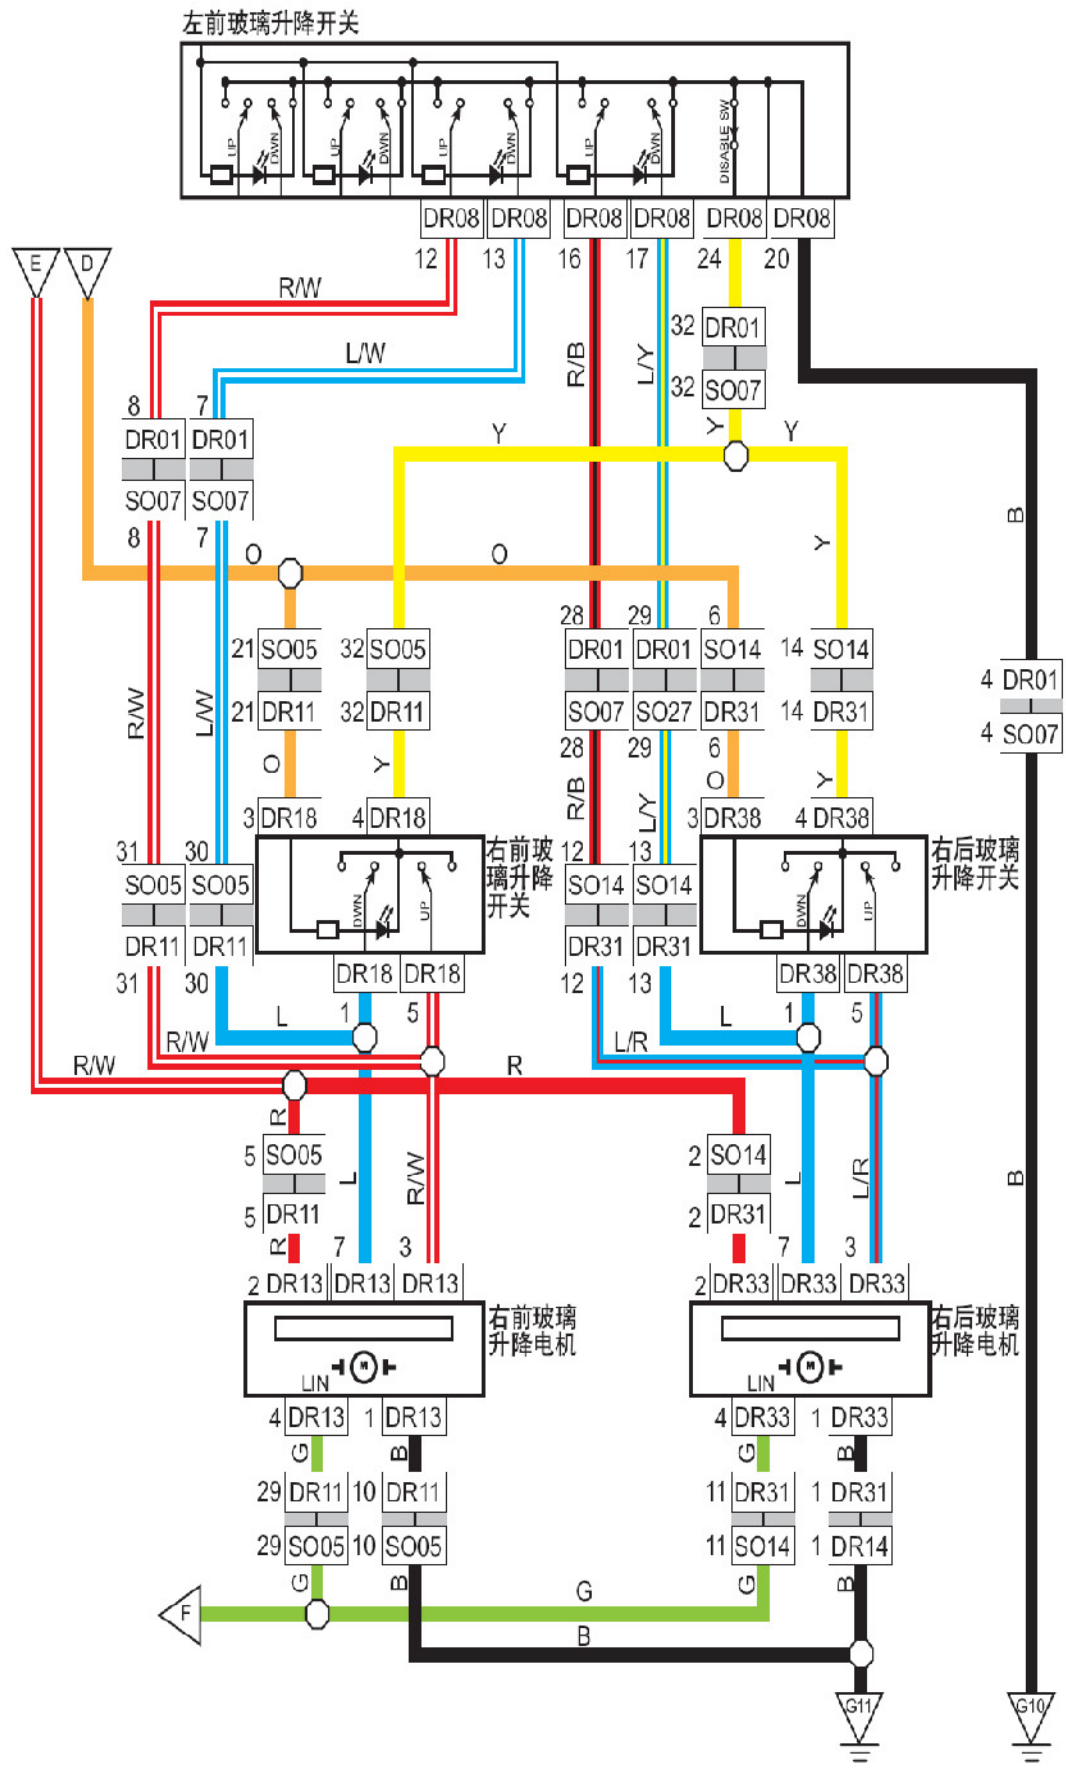 左前玻璃升降开关
UP DWN UP DWN UP DWN UP DWN DISABLE SW
DR08 DR08 DR08 DR08 DR08 DR08
12 13 16 17 24 20
E D
R/W
L/W
R/B L/Y
32 DR01
32 SO07
8 7
DR01 DR01
SO07 SO07
8 7
Y Y Y
B
O O
Y
28 29 6
21 SO05 32 SO05 DR01 DR01 SO14 14 SO14
4 DR01
21 DR11 32 DR11 SO07 SO27 DR31 14 DR31
4 SO07
28 29 6
R/W L/W
O Y R/B L/Y O Y
3 DR18 4 DR18 3 DR38 4 DR38
31 30 右前玻 12 13 右后玻璃
SO05 SO05 璃升降 SO14 SO14 升降开关
开关
DWN UP DWN UP
DR11 DR11 DR31 DR31
31 30 DR18 DR18 12 13 DR38 DR38
1 5 1 5
L L
R/W L/R
R/W R
R
5 SO05 2 SO14
L R/W L L/R
B
5 DR11 2 DR31
R 7 3 7 3
2 DR13 DR13 DR13 2 DR33 DR33 DR33
右前玻璃 右后玻璃
升降电机 升降电机
M M
LIN LIN
4 DR13 1 DR13 4 DR33 1 DR33
G B G B
29 DR11 10 DR11 11 DR31 1 DR31
29 SO05 10 SO05 11 SO14 1 DR14
G B G B
F G
B
G11 G10